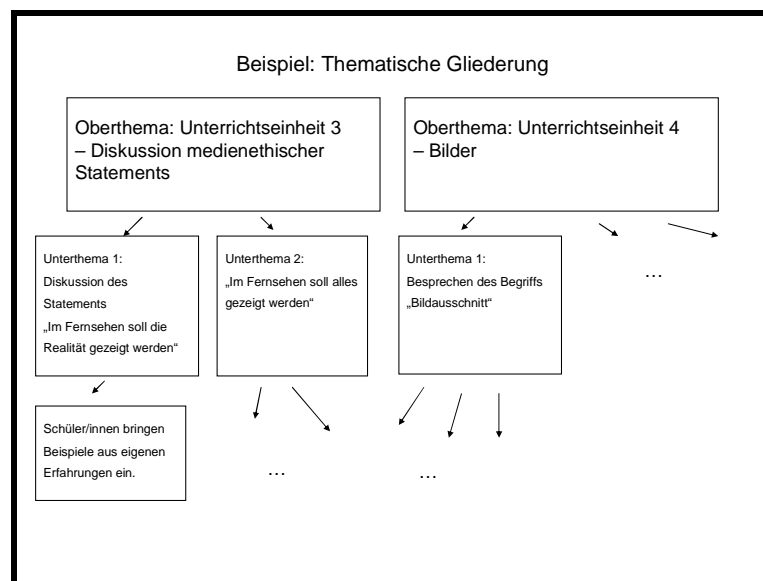 Beispiel: Thematische Gliederung
Oberthema: Unterrichtseinheit 3
– Diskussion medienethischer
Statements
Oberthema: Unterrichtseinheit 4
– Bilder
Unterthema 1:
Diskussion des
Statements
„Im Fernsehen soll die
Realität gezeigt werden“
Unterthema 2:
„Im Fernsehen soll alles
gezeigt werden“
Unterthema 1:
Besprechen des Begriffs
„Bildausschnitt“
…
Schüler/innen bringen
Beispiele aus eigenen
Erfahrungen ein.
…
…